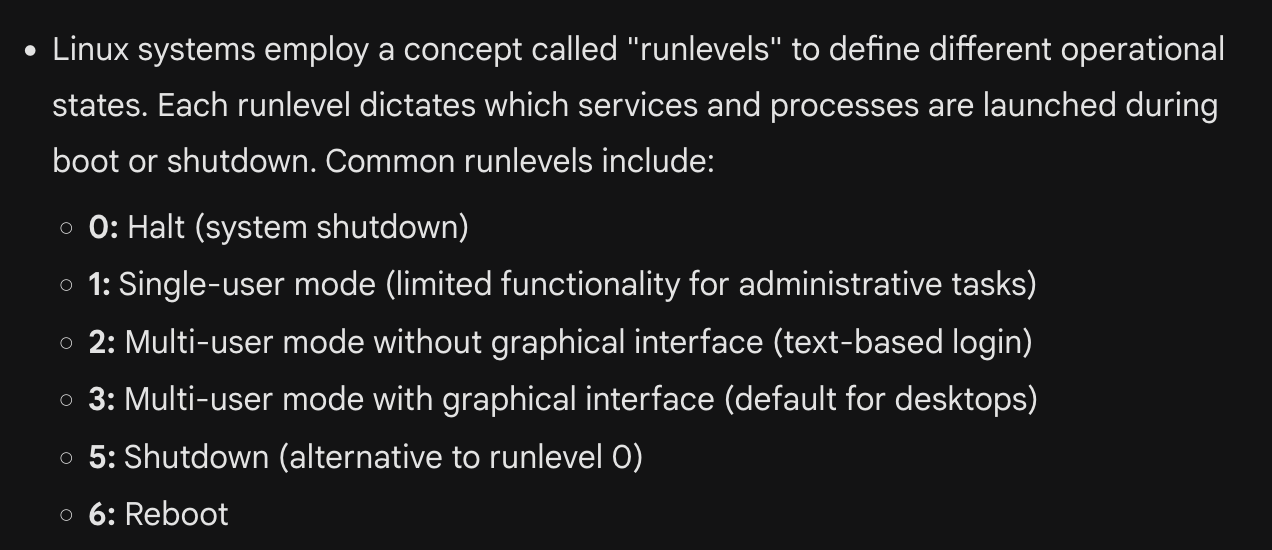 • Linux systems employ a concept called "runlevels" to define different operational
states. Each runlevel dictates which services and processes are launched during
boot or shutdown. Common runlevels include:
○ 0: Halt (system shutdown)
○ 1: Single-user mode (limited functionality for administrative tasks)
○ 2: Multi-user mode without graphical interface (text-based login)
○ 3: Multi-user mode with graphical interface (default for desktops)
○ 5: Shutdown (alternative to runlevel 0)
○ 6: Reboot